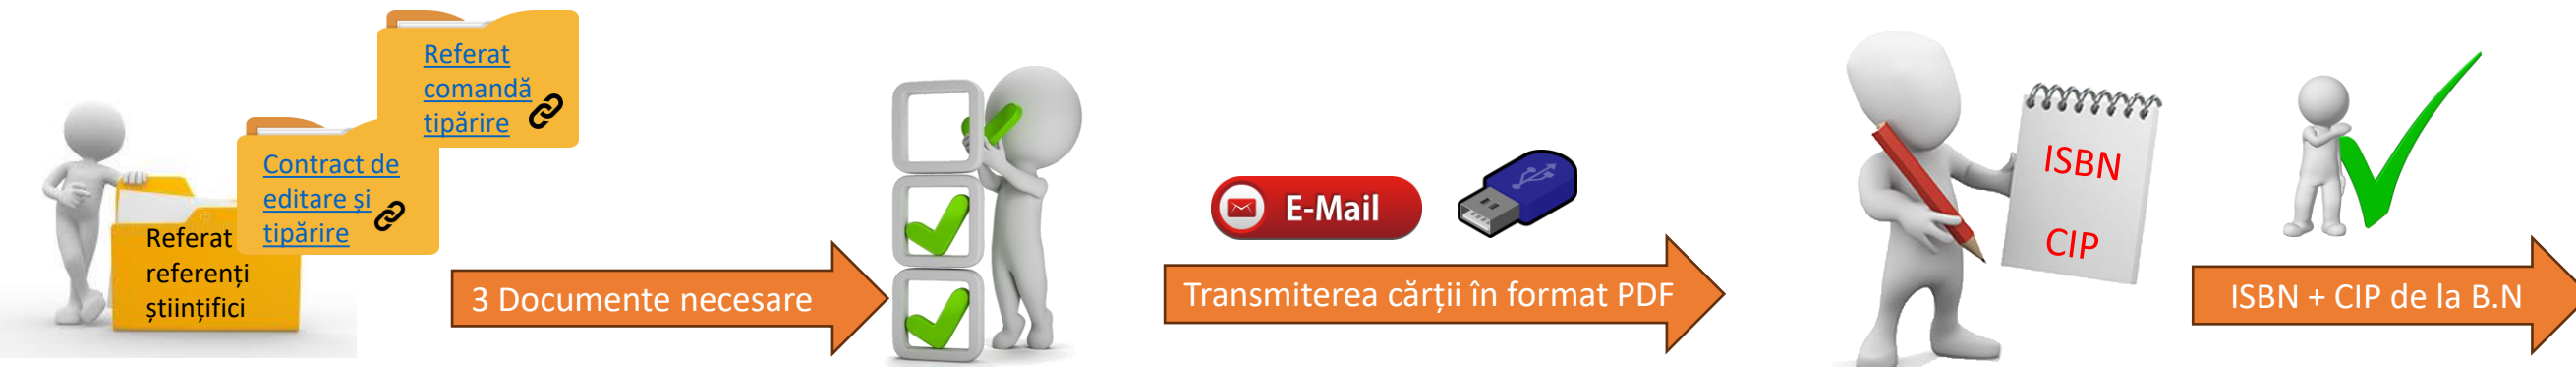 Referat
comandă
tipărire
Contract de
editare și
tipărire
Referat
referenți
științifici
3 Documente necesare
E-Mail
Transmiterea cărții în format PDF
ISBN
CIP
ISBN + CIP de la B.N